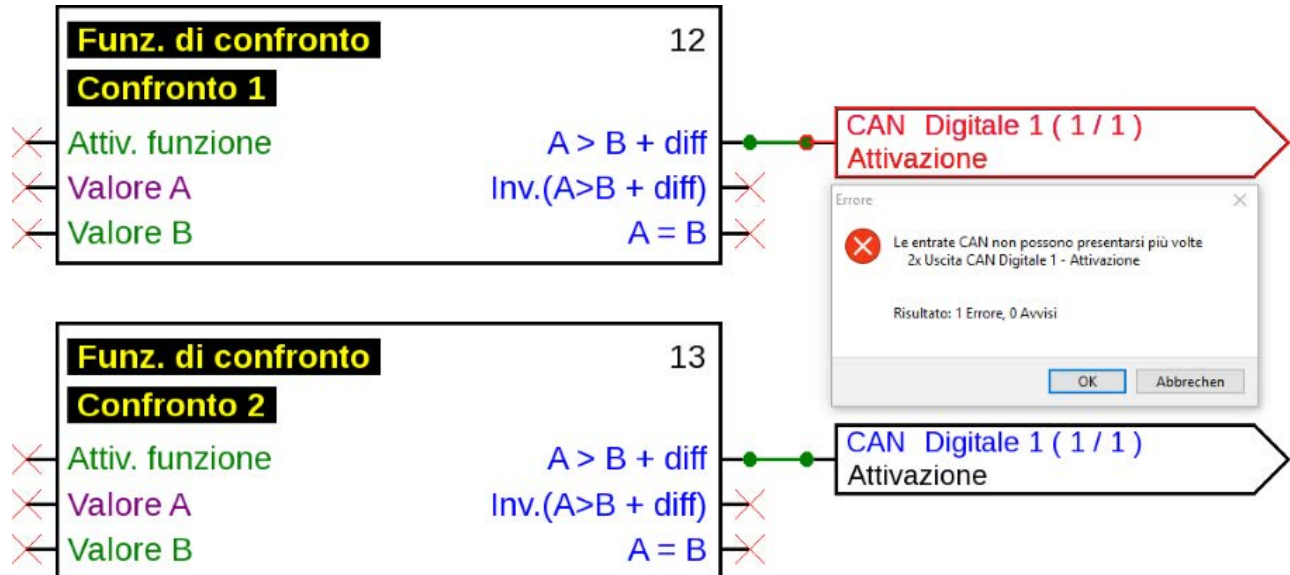 Funz. di confronto 12
Confronto 1
Attiv. funzione A > B + diff
Valore A Inv.(A>B + diff)
Valore B A = B
CAN Digitale 1 ( 1 / 1 )
Attivazione
Errore
Le entrate CAN non possono presentarsi più volte
2x Uscita CAN Digitale 1 - Attivazione
Risultato: 1 Errore, 0 Avvisi
OK Abbrechen
Funz. di confronto 13
Confronto 2
Attiv. funzione A > B + diff
Valore A Inv.(A>B + diff)
Valore B A = B
CAN Digitale 1 ( 1 / 1 )
Attivazione